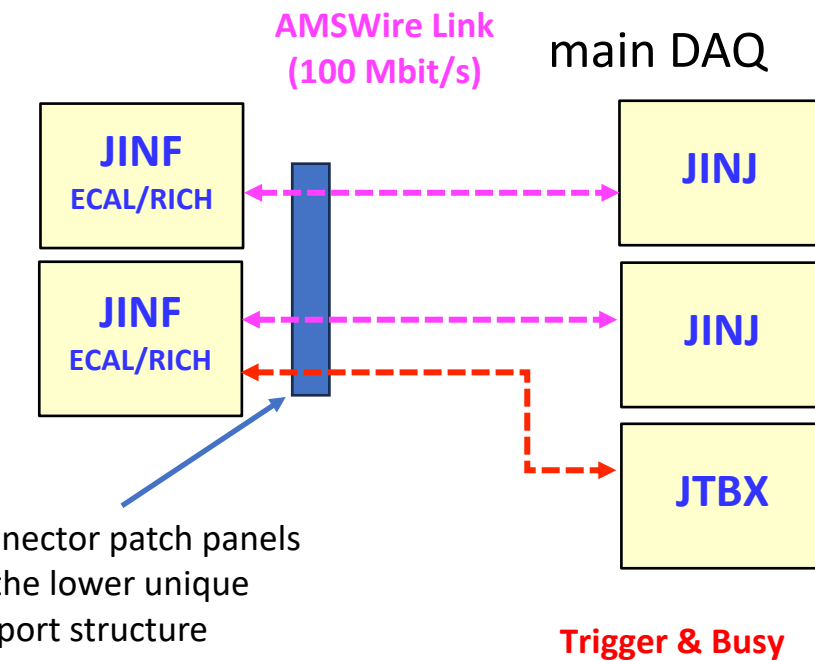 AMSWire Link
(100 Mbit/s)
main DAQ
JINF
ECAL/RICH
JINJ
JINF
ECAL/RICH
JINJ
JTBX
nector patch panels
the lower unique
port structure
Trigger & Busy